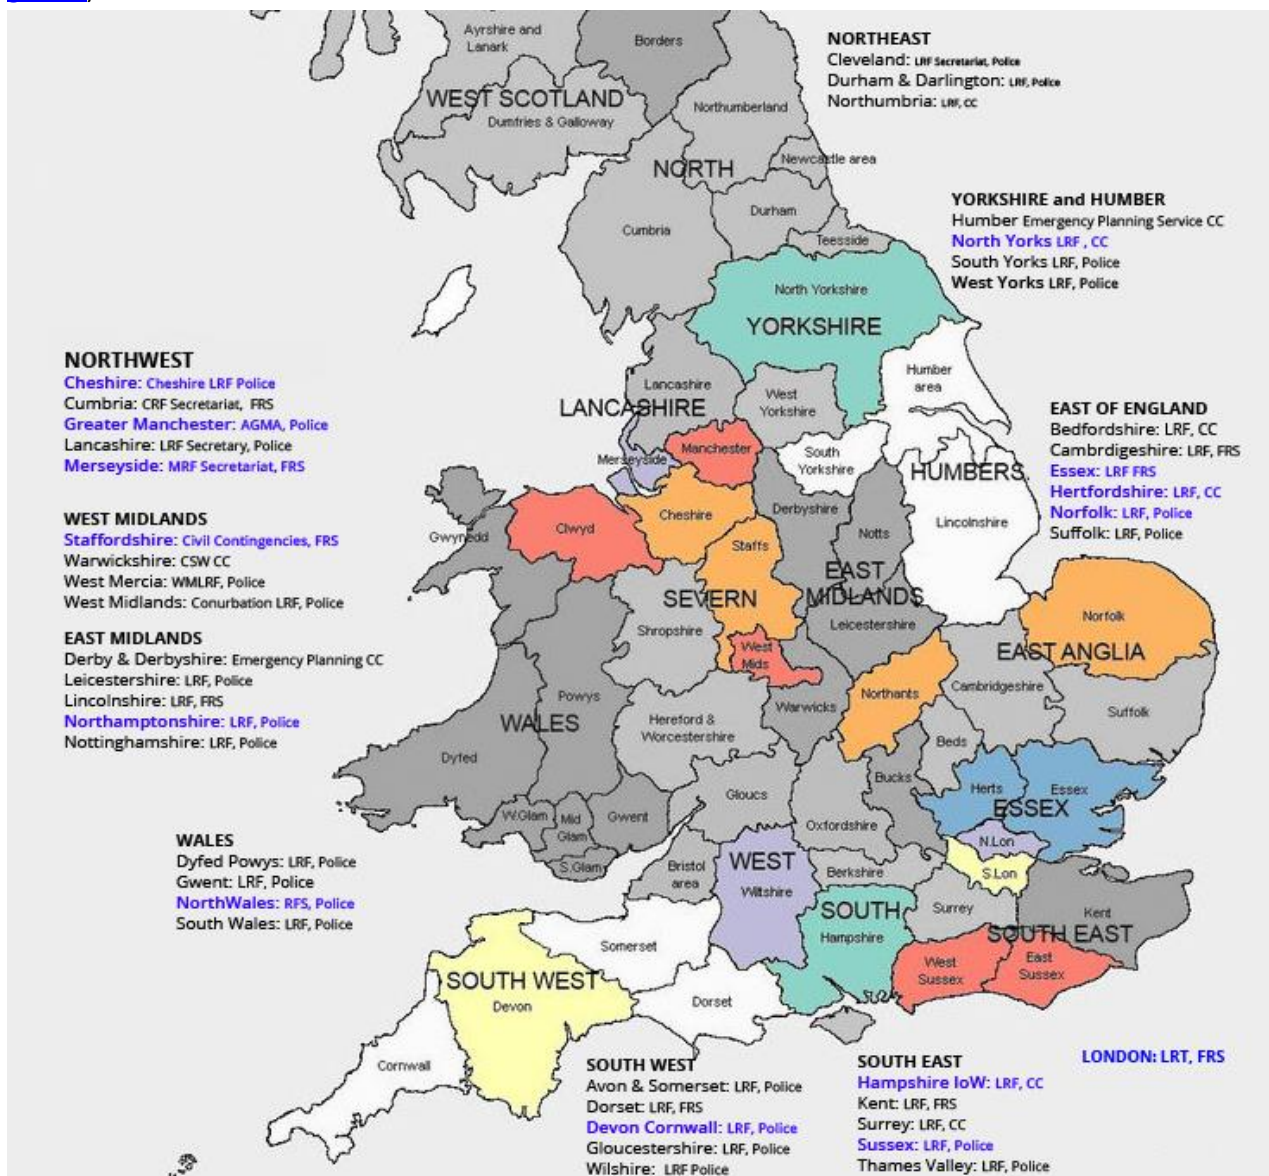 Ayrshire and
Lanark
Borders
WEST SCOTLAND
Dumfries & Galloway
Northumberland
NORTH
Newcastle area
Cumbria
Durham
Teesside
NORTHEAST
Cleveland: LRF Secretariat, Police
Durham & Darlington: LRF, Police
Northumbria: LRF, CC
YORKSHIRE and HUMBER
Humber Emergency Planning Service CC
North Yorks LRF , CC
South Yorks LRF, Police
West Yorks LRF, Police
North Yorkshire
YORKSHIRE
Humber
area
Lancashire
LANCASHIRE
West
Yorkshire
Merseyside
Manchester
South
Yorkshire
HUMBERS
Lincolnshire
NORTHWEST
Cheshire: Cheshire LRF Police
Cumbria: CRF Secretariat, FRS
Greater Manchester: AGMA, Police
Lancashire: LRF Secretary, Police
Merseyside: MRF Secretariat, FRS
EAST OF ENGLAND
Bedfordshire: LRF, CC
Cambrdigeshire: LRF, FRS
Essex: LRF FRS
Hertfordshire: LRF, CC
Norfolk: LRF, Police
Suffolk: LRF, Police
WEST MIDLANDS
Staffordshire: Civil Contingencies, FRS
Warwickshire: CSW CC
West Mercia: WMLRF, Police
West Midlands: Conurbation LRF, Police
EAST MIDLANDS
Derby & Derbyshire: Emergency Planning CC
Leicestershire: LRF, Police
Lincolnshire: LRF, FRS
Northamptonshire: LRF, Police
Nottinghamshire: LRF, Police
Gwynedd
Clwyd
Cheshire
Derbyshire
Staffs
Notts
EAST
MIDLANDS
SEVERN
Shropshire
Leicestershire
West
Mids
Norfolk
EAST ANGLIA
Northants
Cambridgeshire
Suffolk
Powys
WALES
Hereford &
Worcestershire
Warwicks
Dyfed
Beds
Bucks
Herts
Essex
ESSEX
W.Glam
Mid
Glam
Gwent
S.Glam
Gloucs
Oxfordshire
N.Lon
S.Lon
WALES
Dyfed Powys: LRF, Police
Gwent: LRF, Police
NorthWales: RFS, Police
South Wales: LRF, Police
Bristol
area
WEST
Wiltshire
Berkshire
SOUTH
Hampshire
Surrey
Kent
SOUTH EAST
West
Sussex
East
Sussex
Somerset
SOUTH WEST
Devon
Dorset
Cornwall
SOUTH WEST
Avon & Somerset: LRF, Police
Dorset: LRF, FRS
Devon Cornwall: LRF, Police
Gloucestershire: LRF, Police
Wilshire: LRF Police
SOUTH EAST
Hampshire IoW: LRF, CC
Kent: LRF, FRS
Surrey: LRF, CC
Sussex: LRF, Police
Thames Valley: LRF, Police
LONDON: LRT, FRS